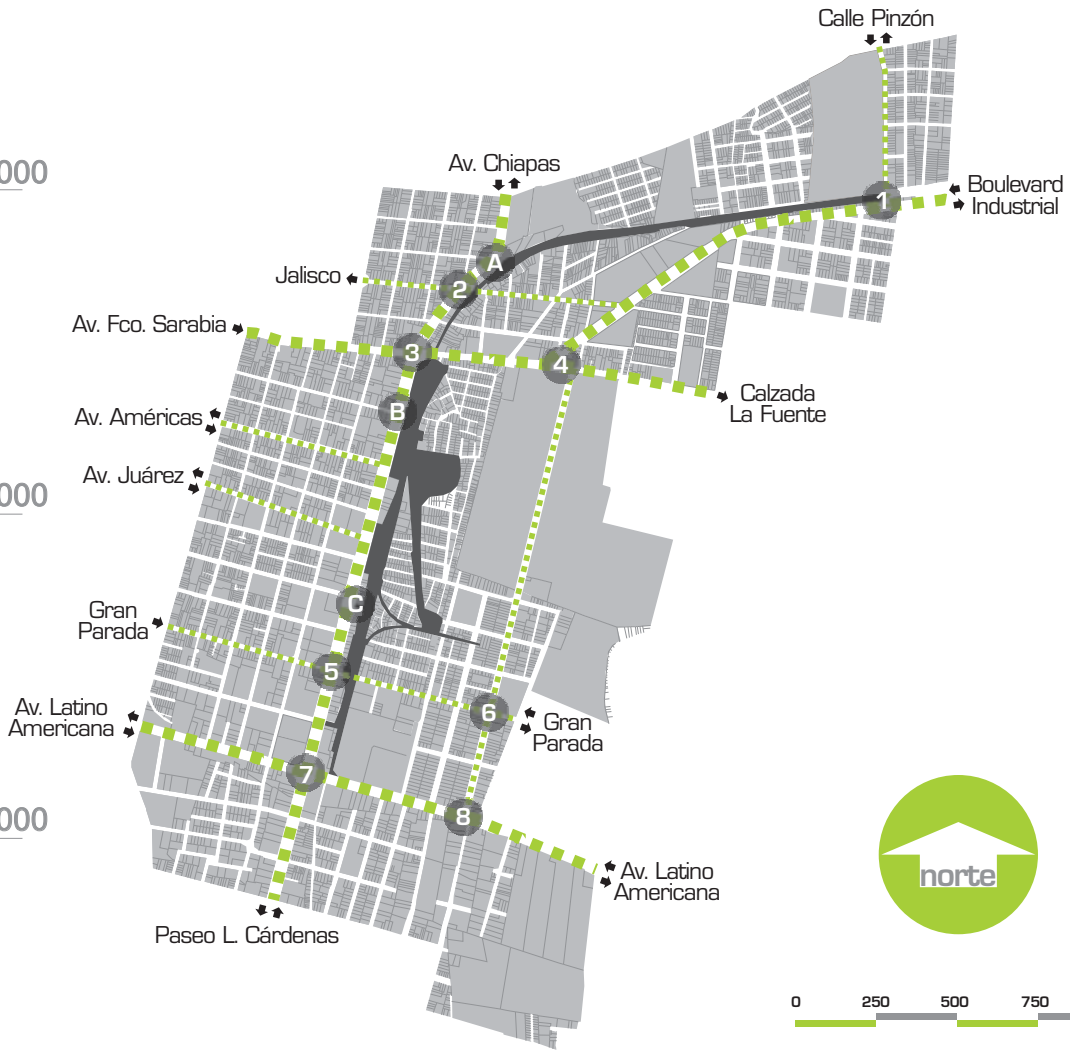 Calle Pinzón
Av. Chiapas
000
Boulevard
Industrial
1
A
Jalisco
2
Av. Fco. Sarabia
3
4
Calzada
La Fuente
Av. Américas
B
Av. Juárez
000
C
Gran
Parada
5
Av. Latino
Americana
6
Gran
Parada
7
8
000
Av. Latino
Americana
norte
Paseo L. Cárdenas
0 250 500 750